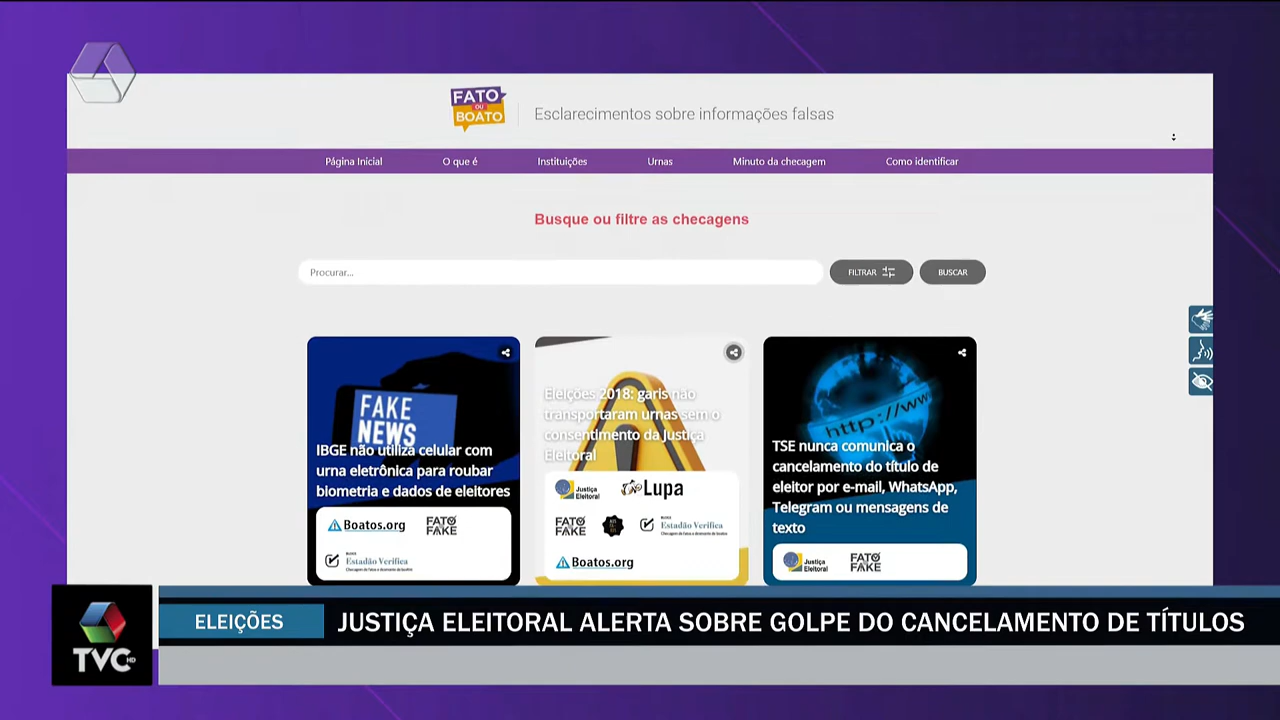 FATO
OU
BOATO
Esclarecimentos sobre informações falsas
Página Inicial
O que é
Instituições
Urnas
Minuto da checagem
Como identificar
Busque ou filtre as checagens
Procurar...
FILTRAR
BUSCAR
FAKE
NEWS
IBGE não utiliza celular com
urna eletrônica para roubar
biometria e dados de eleitores
Boatos.org
FATO
FAKE
Estadão Verifica
Eleições 2018: garis não
transportaram urnas sem o
consentimento da Justiça
Eleitoral
Justiça
Eleitoral
Lupa
FATO
FAKE
Estadão Verifica
Boatos.org
http://ww
TSE nunca comunica o
cancelamento do título de
eleitor por e-mail, WhatsApp,
Telegram ou mensagens de
texto
Justiça
Eleitoral
FATO
FAKE
ELEIÇÕES
JUSTIÇA ELEITORAL ALERTA SOBRE GOLPE DO CANCELAMENTO DE TÍTULOS
TVC HD